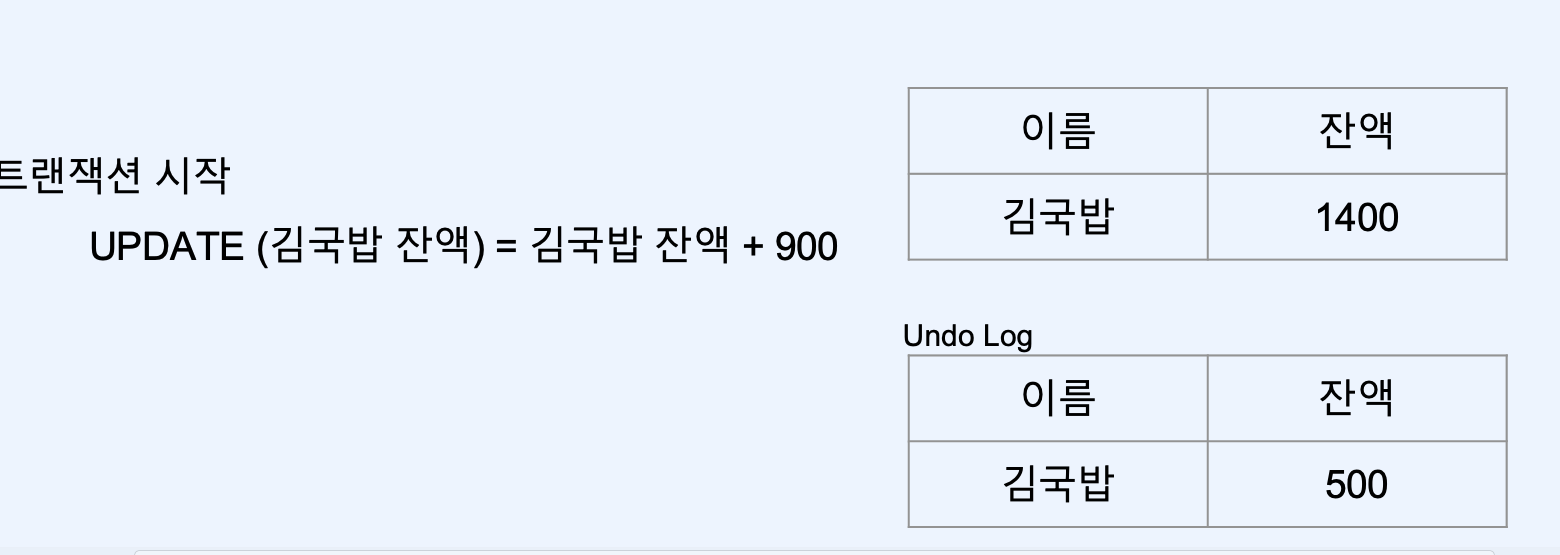 트랜잭션 시작
UPDATE (김국밥 잔액) = 김국밥 잔액 + 900
이름 잔액
김국밥 1400
Undo Log
이름 잔액
김국밥 500